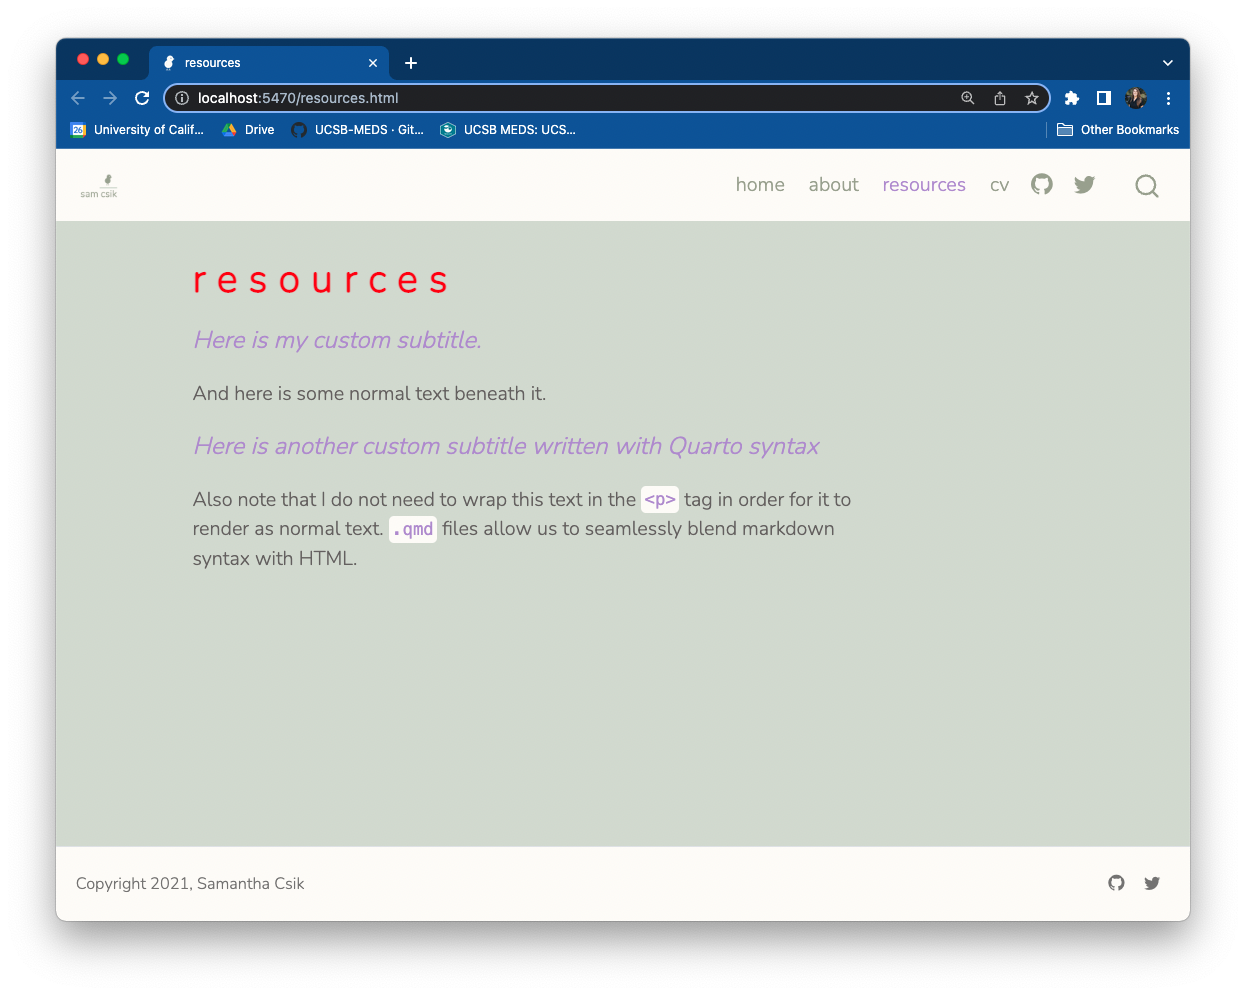 resources
localhost:5470/resources.html
26 University of Calif... Drive UCSB-MEDS · Git... UCSB MEDS: UCS... Other Bookmarks
sam csik home about resources cv
resources
Here is my custom subtitle.
And here is some normal text beneath it.
Here is another custom subtitle written with Quarto syntax
Also note that I do not need to wrap this text in the <p> tag in order for it to
render as normal text. .qmd files allow us to seamlessly blend markdown
syntax with HTML.
Copyright 2021, Samantha Csik